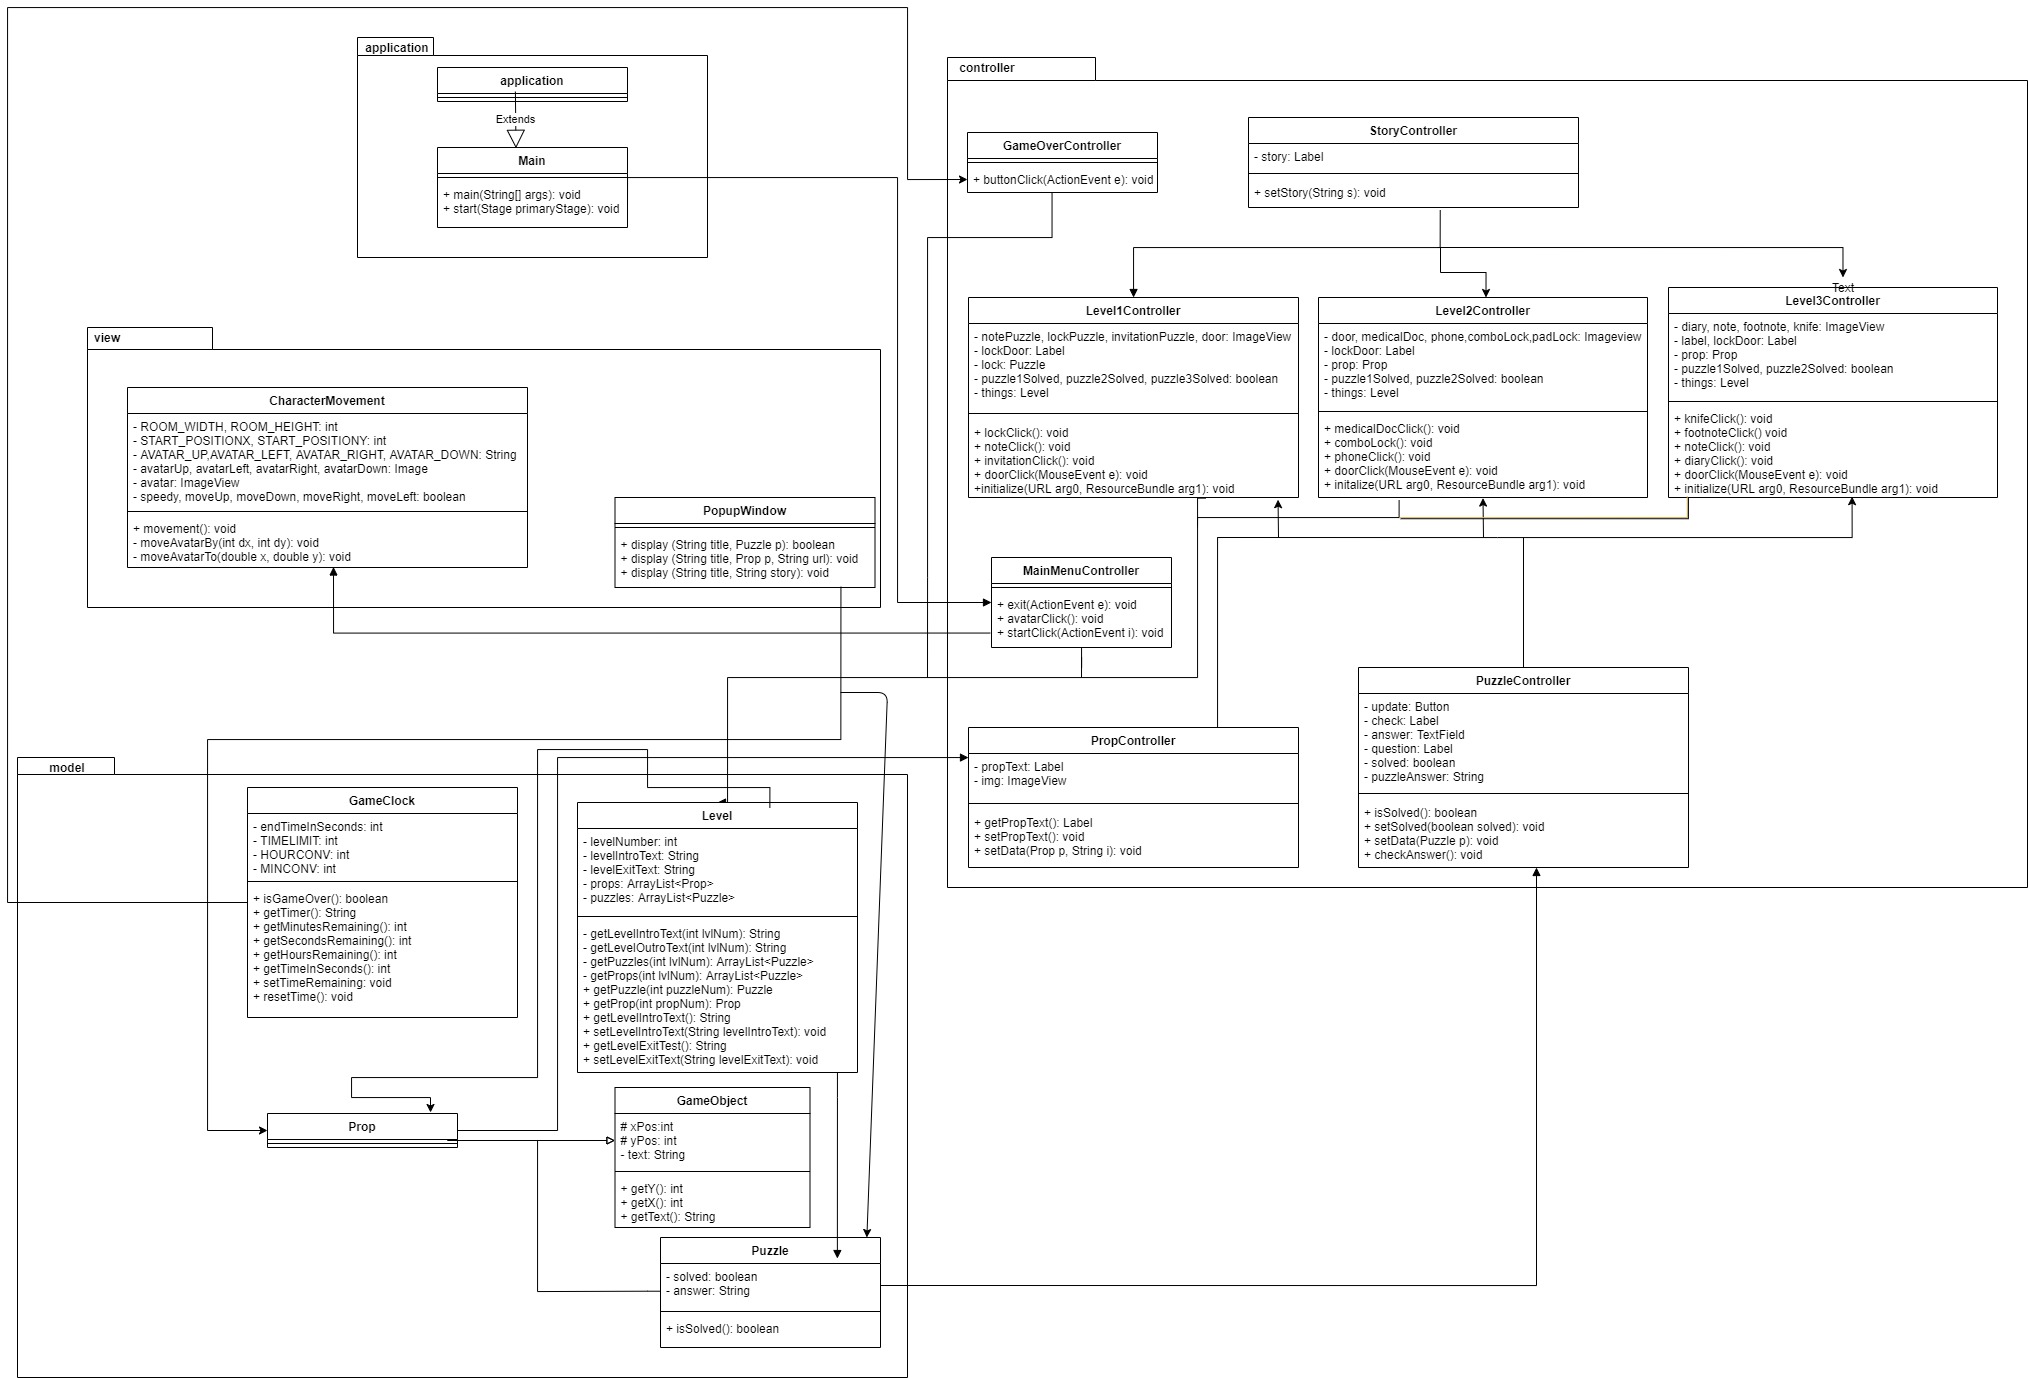 application
application
Extends
Main
+ main(String[] args): void
+ start(Stage primaryStage): void
controller
GameOverController
+ buttonClick(ActionEvent e): void
StoryController
- story: Label
+ setStory(String s): void
Level1Controller
- notePuzzle, lockPuzzle, invitationPuzzle, door: ImageView
- lockDoor: Label
- lock: Puzzle
- puzzle1Solved, puzzle2Solved, puzzle3Solved: boolean
- things: Level
+ lockClick(): void
+ noteClick(): void
+ invitationClick(): void
+ doorClick(MouseEvent e): void
+initialize(URL arg0, ResourceBundle arg1): void
Level2Controller
- door, medicalDoc, phone,comboLock,padLock: Imageview
- lockDoor: Label
- prop: Prop
- puzzle1Solved, puzzle2Solved: boolean
- things: Level
+ medicalDocClick(): void
+ comboLock(): void
+ phoneClick(): void
+ doorClick(MouseEvent e): void
+ initalize(URL arg0, ResourceBundle arg1): void
Text
Level3Controller
- diary, note, footnote, knife: ImageView
- label, lockDoor: Label
- prop: Prop
- puzzle1Solved, puzzle2Solved: boolean
- things: Level
+ knifeClick(): void
+ footnoteClick() void
+ noteClick(): void
+ diaryClick(): void
+ doorClick(MouseEvent e): void
+ initialize(URL arg0, ResourceBundle arg1): void
view
CharacterMovement
- ROOM_WIDTH, ROOM_HEIGHT: int
- START_POSITIONX, START_POSITIONY: int
- AVATAR_UP,AVATAR_LEFT, AVATAR_RIGHT, AVATAR_DOWN: String
- avatarUp, avatarLeft, avatarRight, avatarDown: Image
- avatar: ImageView
- speedy, moveUp, moveDown, moveRight, moveLeft: boolean
+ movement(): void
- moveAvatarBy(int dx, int dy): void
- moveAvatarTo(double x, double y): void
PopupWindow
+ display (String title, Puzzle p): boolean
+ display (String title, Prop p, String url): void
+ display (String title, String story): void
MainMenuController
+ exit(ActionEvent e): void
+ avatarClick(): void
+ startClick(ActionEvent i): void
PuzzleController
- update: Button
- check: Label
- answer: TextField
- question: Label
- solved: boolean
- puzzleAnswer: String
+ isSolved(): boolean
+ setSolved(boolean solved): void
+ setData(Puzzle p): void
+ checkAnswer(): void
PropController
- propText: Label
- img: ImageView
+ getPropText(): Label
+ setPropText(): void
+ setData(Prop p, String i): void
model
GameClock
- endTimeInSeconds: int
- TIMELIMIT: int
- HOURCONV: int
- MINCONV: int
+ isGameOver(): boolean
+ getTimer(): String
+ getMinutesRemaining(): int
+ getSecondsRemaining(): int
+ getHoursRemaining(): int
+ getTimeInSeconds(): int
+ setTimeRemaining: void
+ resetTime(): void
Level
- levelNumber: int
- levelIntroText: String
- levelExitText: String
- props: ArrayList<Prop>
- puzzles: ArrayList<Puzzle>
- getLevelIntroText(int lvlNum): String
- getLevelOutroText(int lvlNum): String
- getPuzzles(int lvlNum): ArrayList<Puzzle>
- getProps(int lvlNum): ArrayList<Puzzle>
+ getPuzzle(int puzzleNum): Puzzle
+ getProp(int propNum): Prop
+ getLevelIntroText(): String
+ setLevelIntroText(String levelIntroText): void
+ getLevelExitTest(): String
+ setLevelExitText(String levelExitText): void
Prop
GameObject
# xPos:int
# yPos: int
- text: String
+ getY(): int
+ getX(): int
+ getText(): String
Puzzle
- solved: boolean
- answer: String
+ isSolved(): boolean